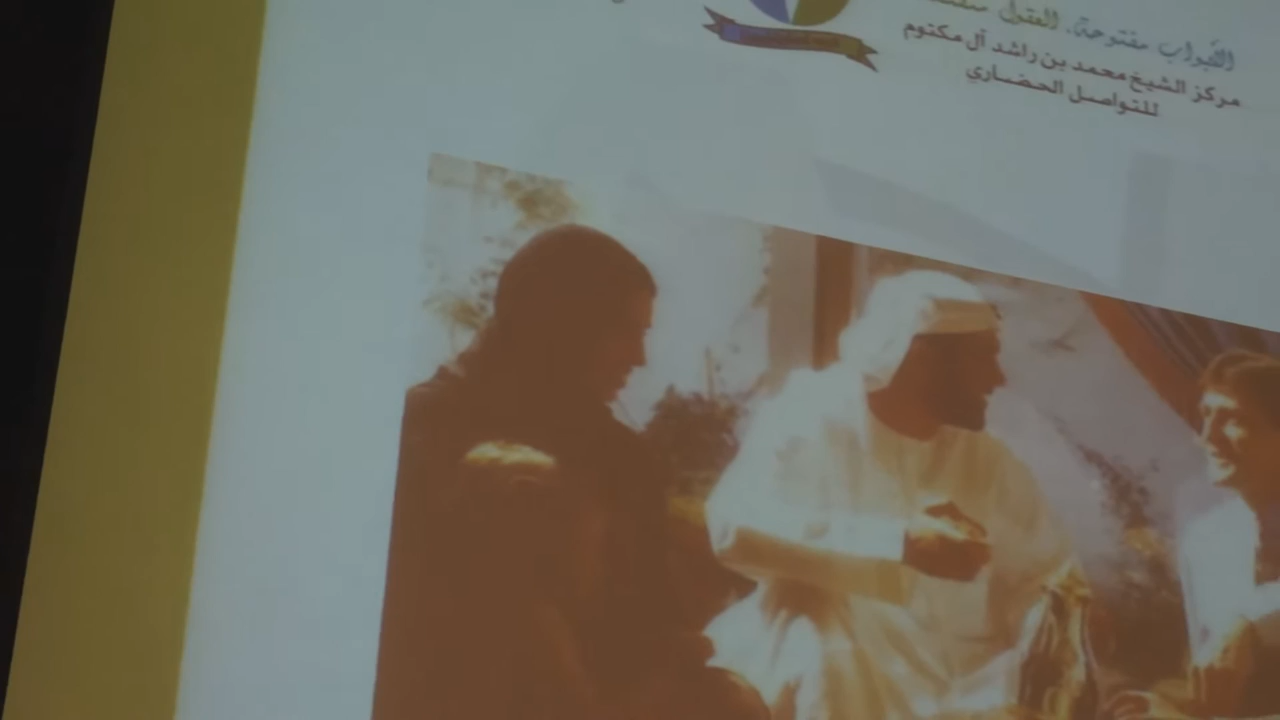 الأبواب مفتوحة. العقول
مركز الشيخ محمد بن راشد آل مكتوم
للتواصل الحضاري